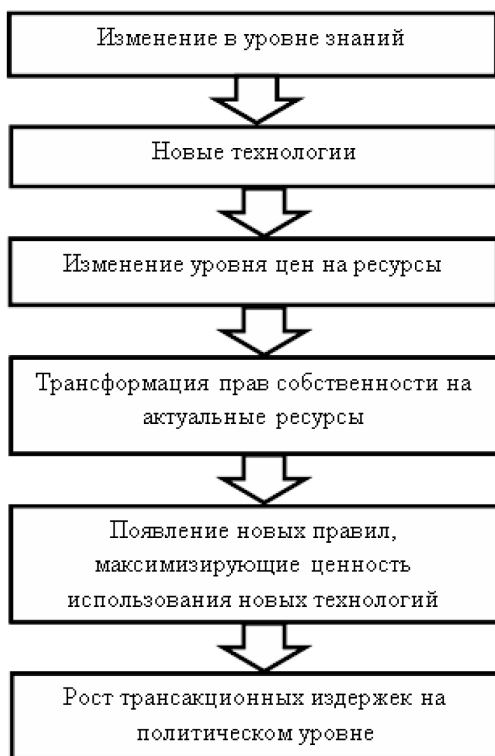 Изменение в уровне знаний
Новые технологии
Изменение уровня цен на ресурсы
Трансформация прав собственности на
актуальные ресурсы
Появление новых правил,
максимизирующие ценность
использования новых технологий
Рост трансакционных издержек на
политическом уровне